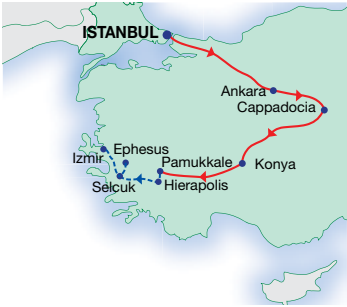 ISTANBUL
Ankara
Cappadocia
Ephesus
Izmir
Pamukkale
Konya
Selcuk
Hierapolis